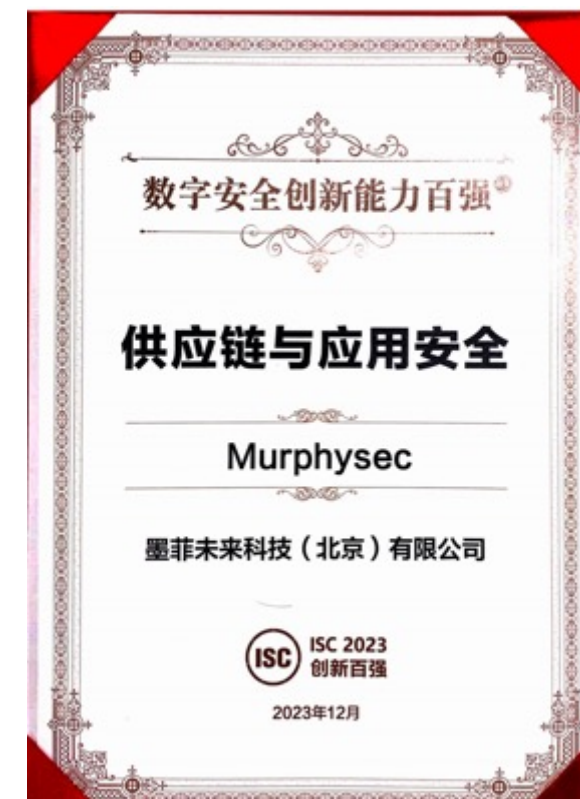 数字安全创新能力百强
供应链与应用安全
Murphysec
墨菲未来科技（北京）有限公司
ISC
ISC 2023
创新百强
2023年12月